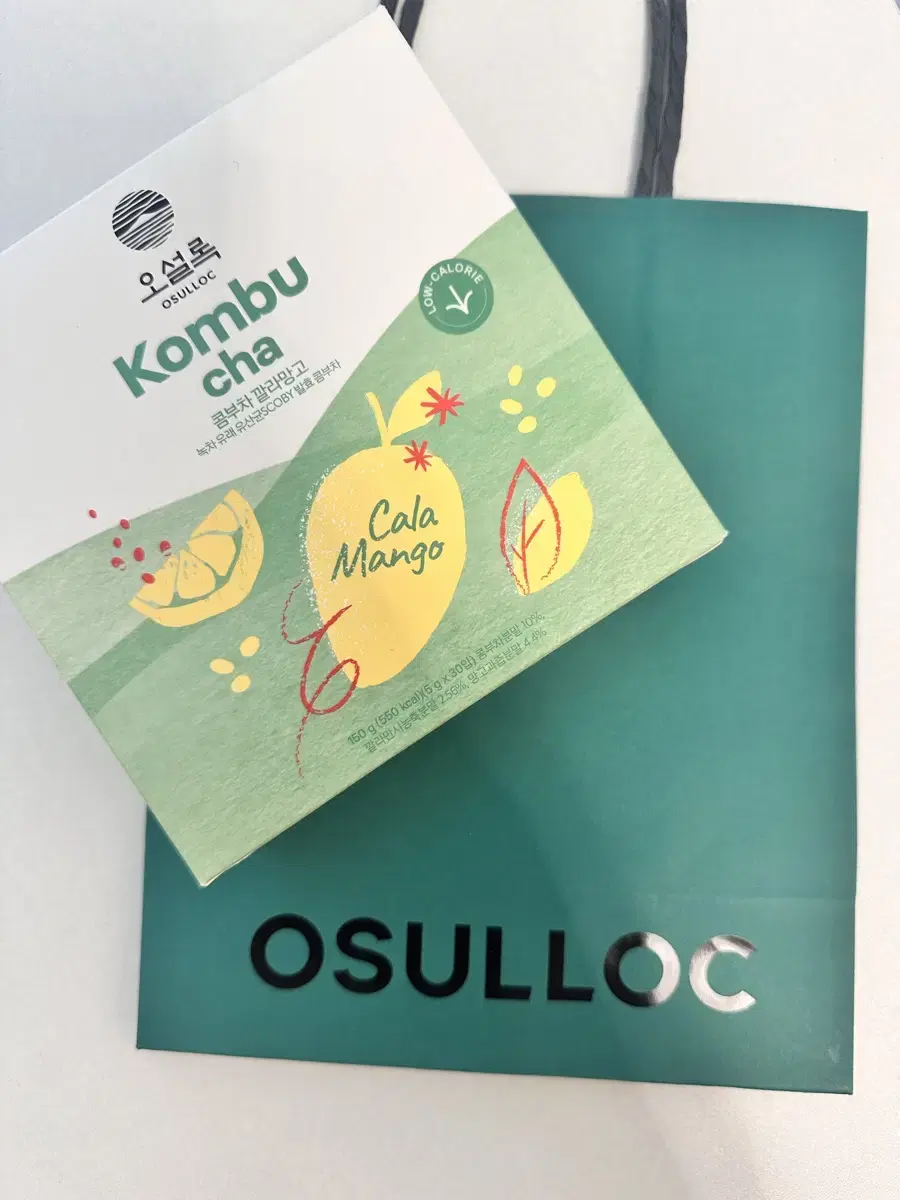 오설록
OSULLOC
Kombu
cha
콤부차 깔라망고
녹차 유래 유산균SCOBY 발효 콤부차
LOW-CALORIE
Cala
Mango
150 g (550 kcal)(5 g x 30입) 콤부차분말 10%,
깔라만시농축분말 2.56%, 망고과즙분말 4.4%
OSULLOC